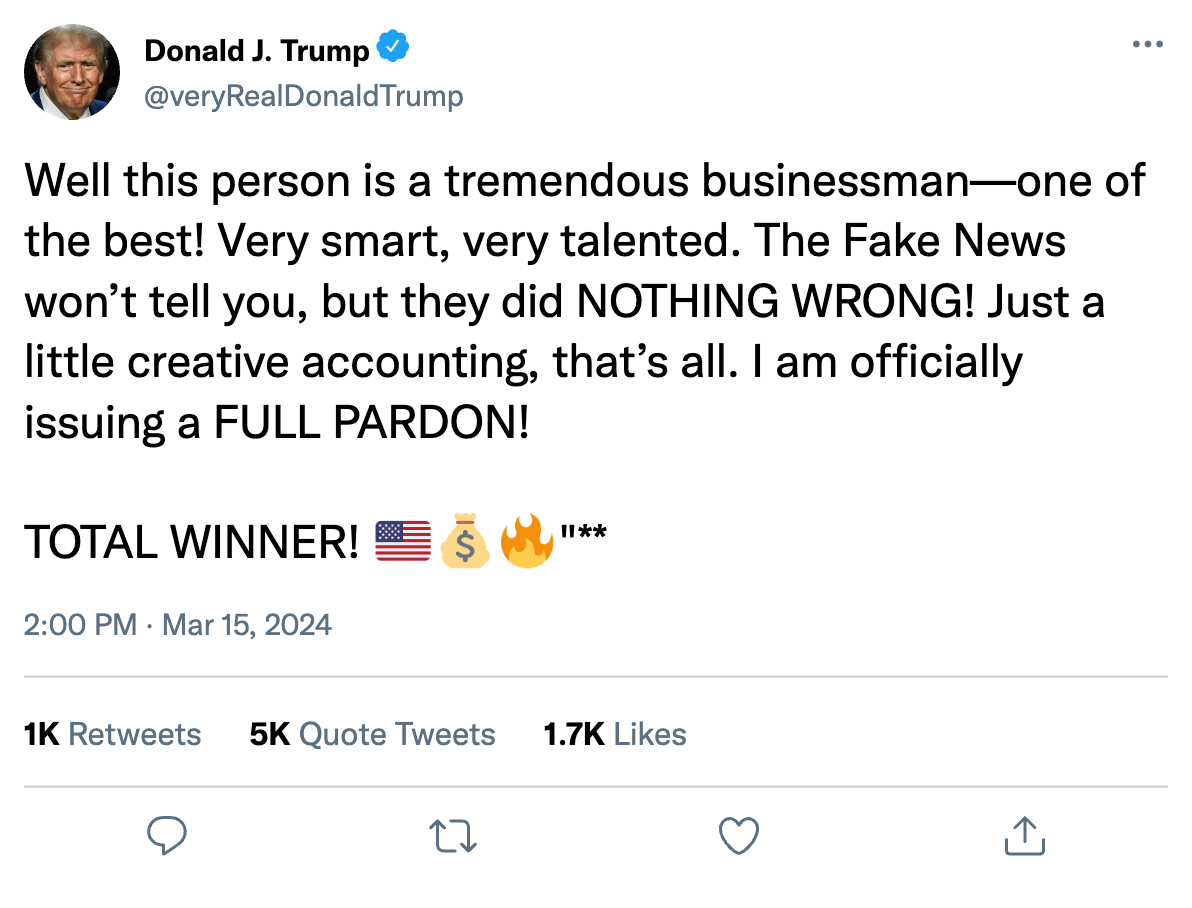 Donald J. Trump
@veryRealDonaldTrump
Well this person is a tremendous businessman—one of
the best! Very smart, very talented. The Fake News
won’t tell you, but they did NOTHING WRONG! Just a
little creative accounting, that’s all. I am officially
issuing a FULL PARDON!
TOTAL WINNER! 🇺🇸💰🔥"**
2:00 PM · Mar 15, 2024
1K Retweets 5K Quote Tweets 1.7K Likes